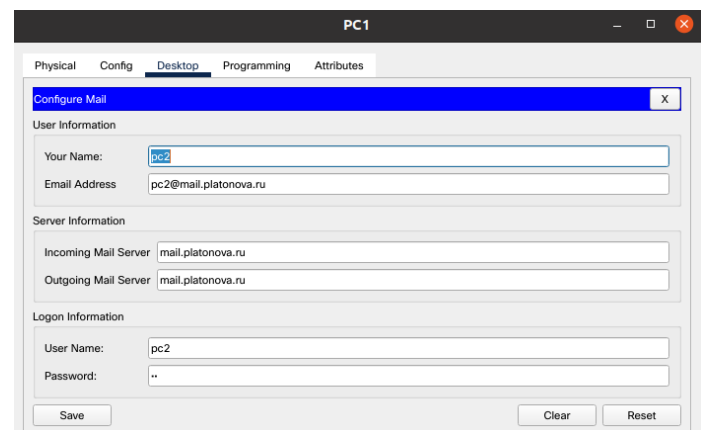 PC1
Physical Config Desktop Programming Attributes
Configure Mail X
User Information
Your Name: pc2
Email Address pc2@mail.platonova.ru
Server Information
Incoming Mail Server mail.platonova.ru
Outgoing Mail Server mail.platonova.ru
Logon Information
User Name: pc2
Password: ••
Save Clear Reset